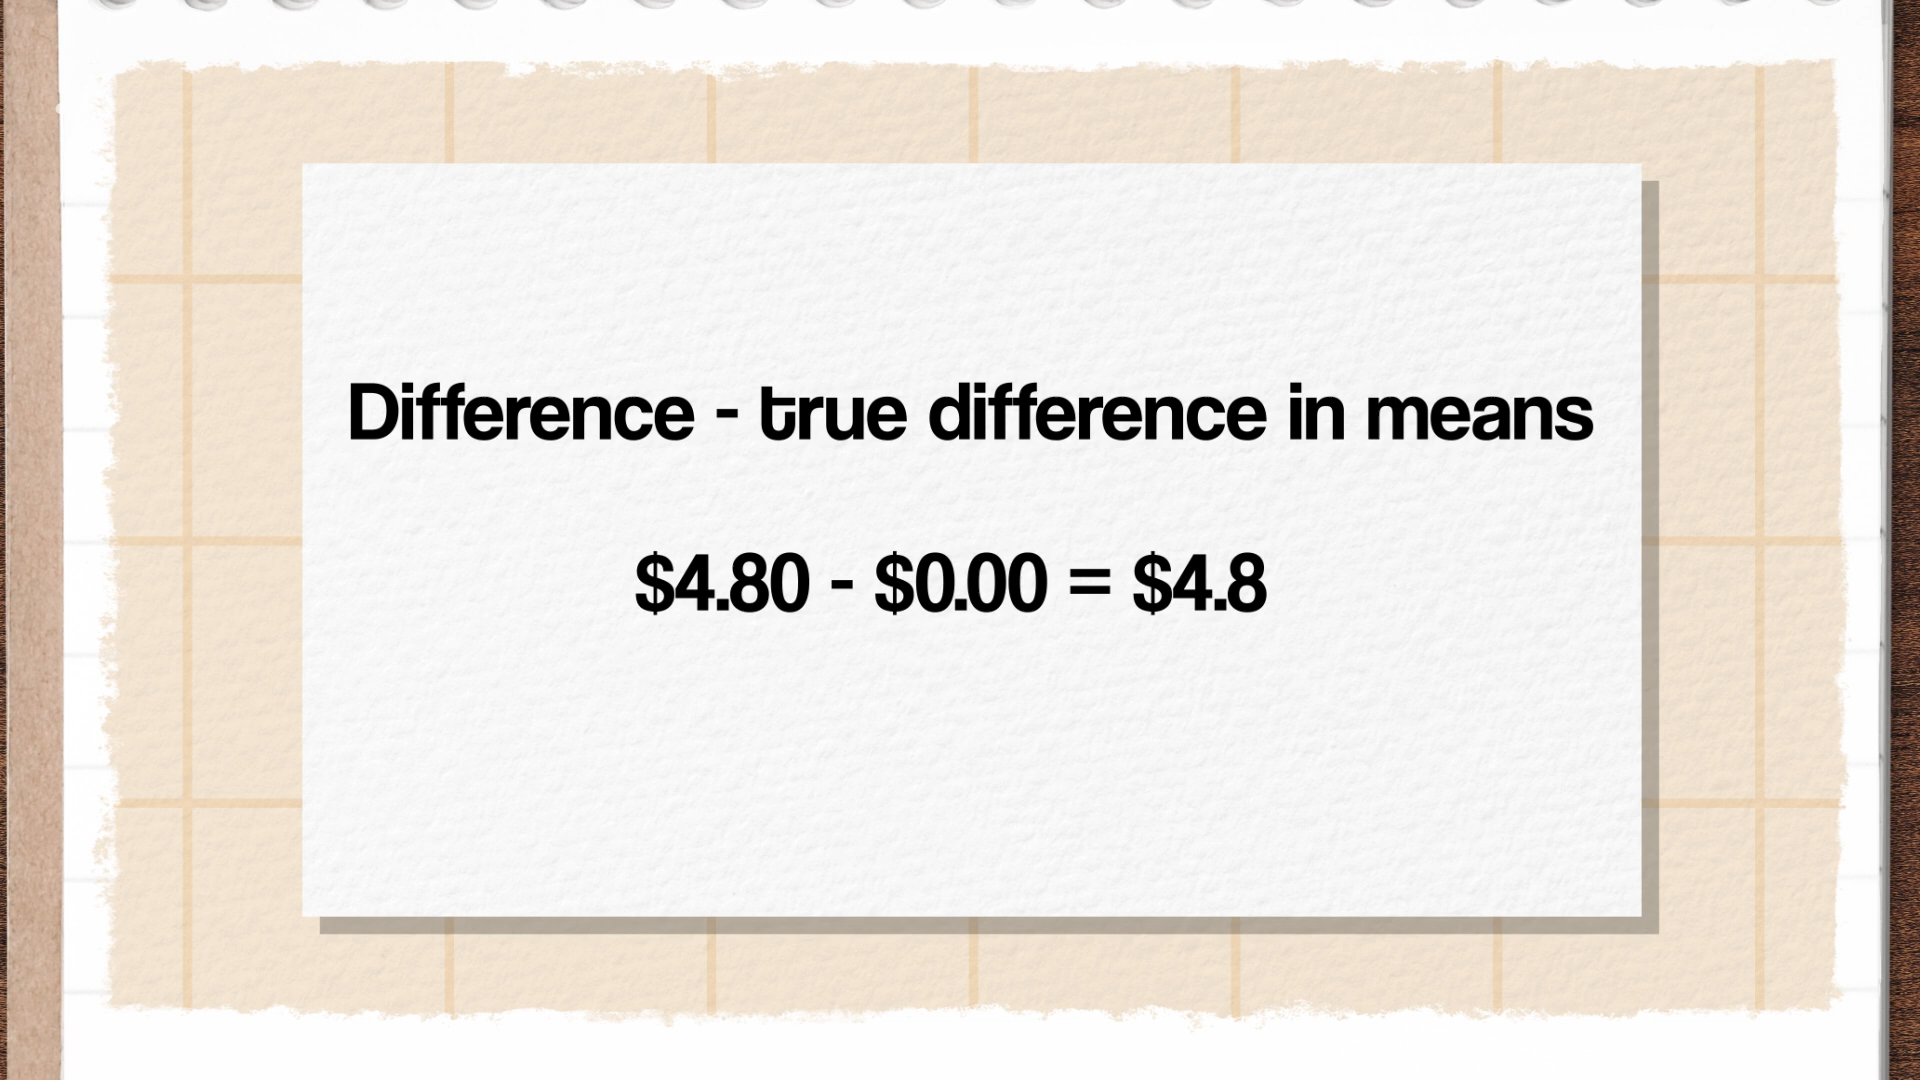 Difference - true difference in means
$4.80 - $0.00 = $4.8